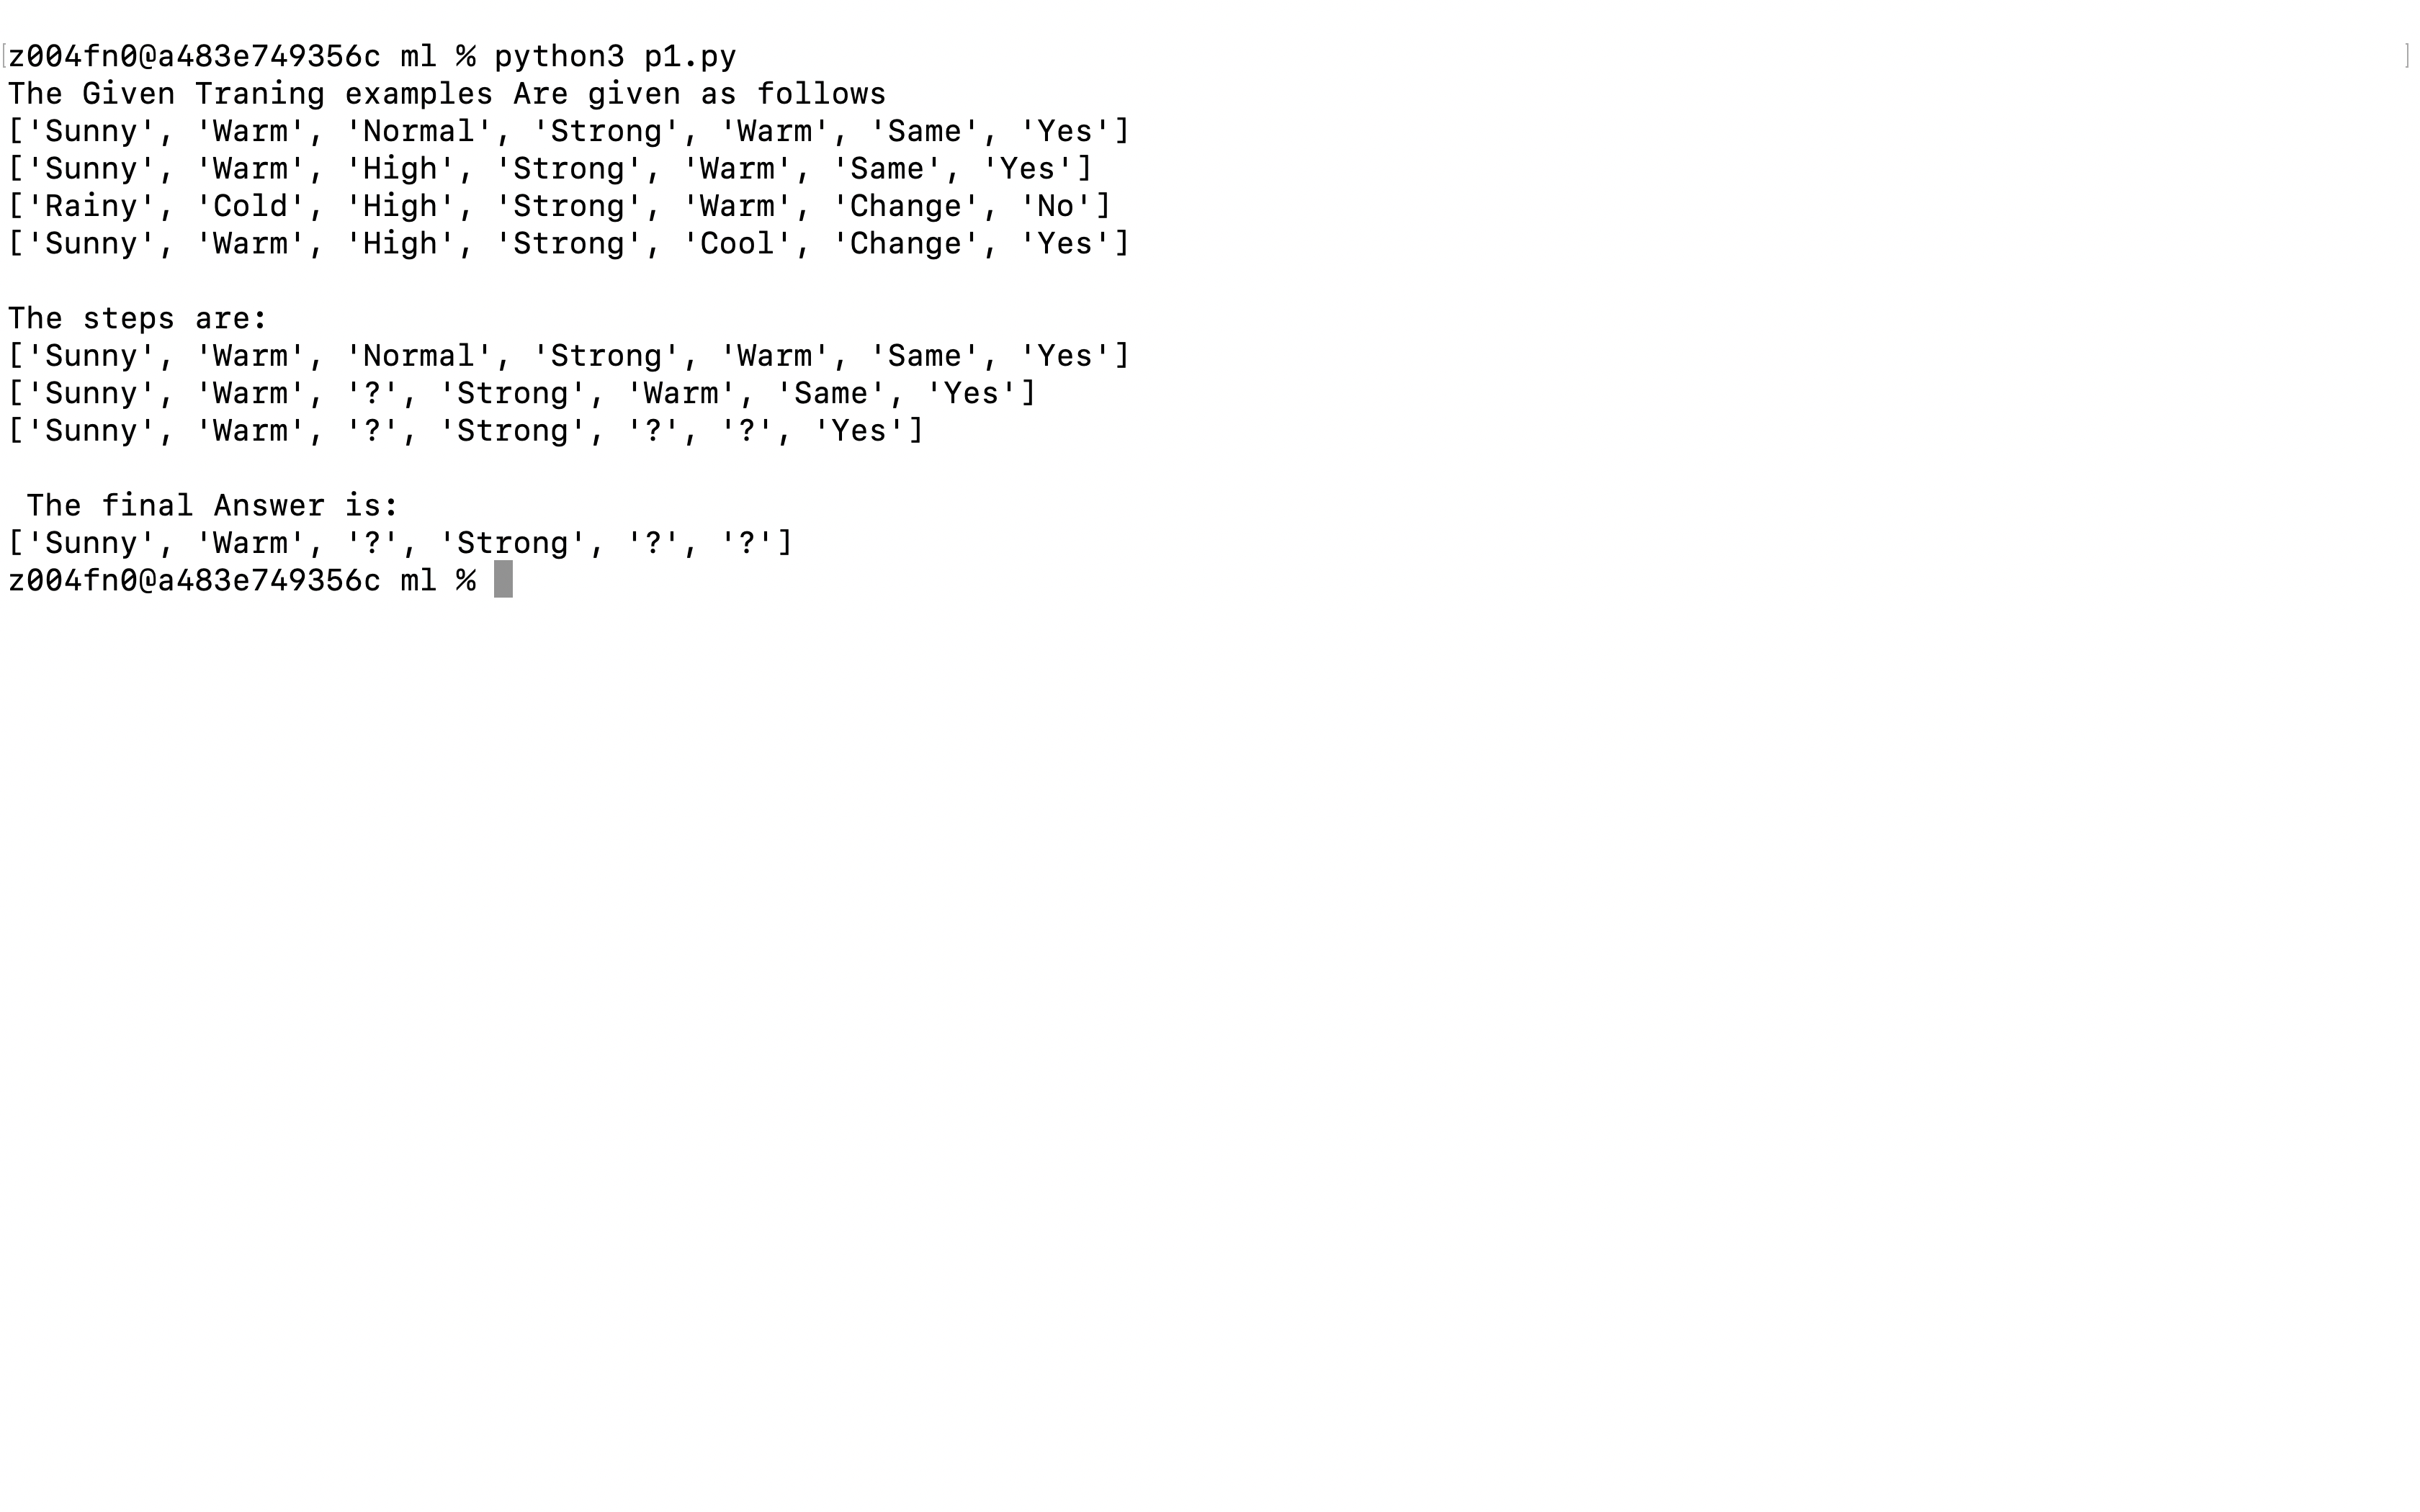 z004fn0@a483e749356c ml % python3 p1.py
The Given Traning examples Are given as follows
['Sunny', 'Warm', 'Normal', 'Strong', 'Warm', 'Same', 'Yes']
['Sunny', 'Warm', 'High', 'Strong', 'Warm', 'Same', 'Yes']
['Rainy', 'Cold', 'High', 'Strong', 'Warm', 'Change', 'No']
['Sunny', 'Warm', 'High', 'Strong', 'Cool', 'Change', 'Yes']
The steps are:
['Sunny', 'Warm', 'Normal', 'Strong', 'Warm', 'Same', 'Yes']
['Sunny', 'Warm', '?', 'Strong', 'Warm', 'Same', 'Yes']
['Sunny', 'Warm', '?', 'Strong', '?', '?', 'Yes']
The final Answer is:
['Sunny', 'Warm', '?', 'Strong', '?', '?']
z004fn0@a483e749356c ml %